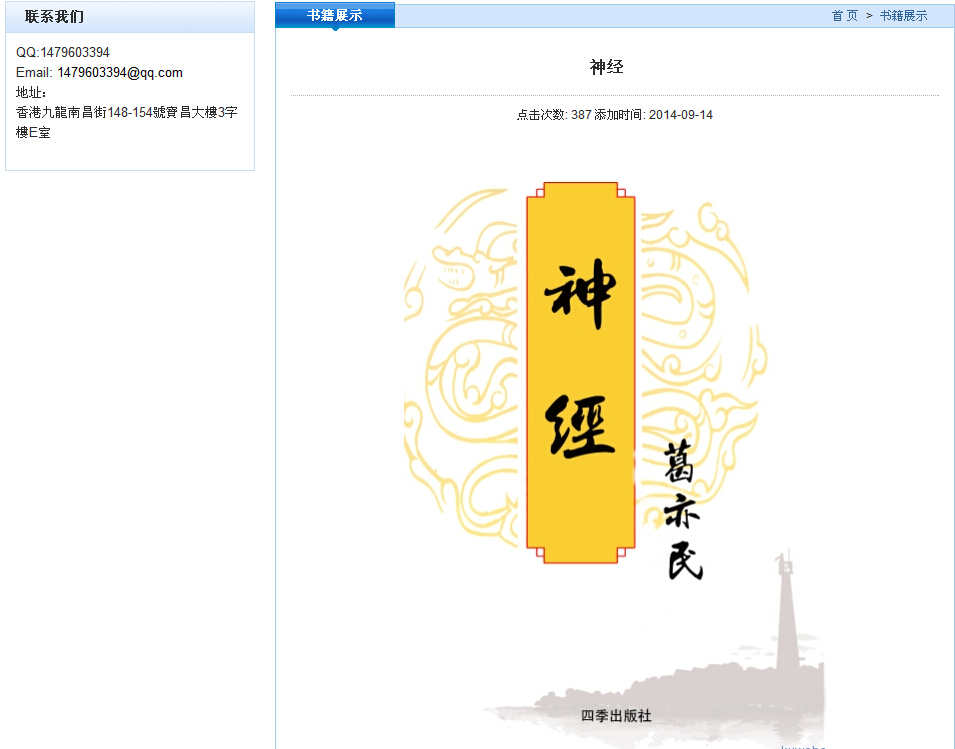 联系我们
QQ:1479603394
Email: 1479603394@qq.com
地址：
香港九龍南昌街148-154號寶昌大樓3字
樓E室
书籍展示
首 页 > 书籍展示
神经
点击次数: 387 添加时间: 2014-09-14
神
經
葛
亦
民
四季出版社